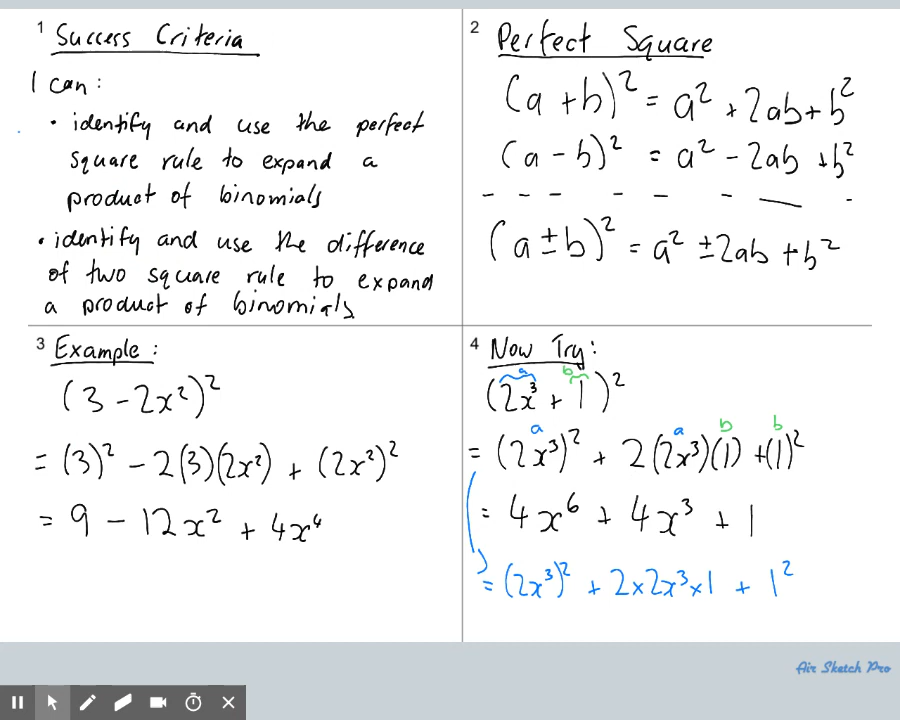 1 Success Criteria
I can:
• identify and use the perfect
square rule to expand a
product of binomials
• identify and use the difference
of two square rule to expand
a product of binomials
2 Perfect Square
(a + b)² = a² + 2ab + b²
(a - b)² = a² - 2ab + b²
(a ± b)² = a² ± 2ab + b²
3 Example:
(3 - 2x²)²
= (3)² - 2(3)(2x²) + (2x²)²
= 9 - 12x² + 4x⁴
4 Now Try:
a b
(2x³ + 1)²
a a b b
= (2x³)² + 2(2x³)(1) + (1)²
= 4x⁶ + 4x³ + 1
= (2x³)² + 2×2x³×1 + 1²
Air Sketch Pro